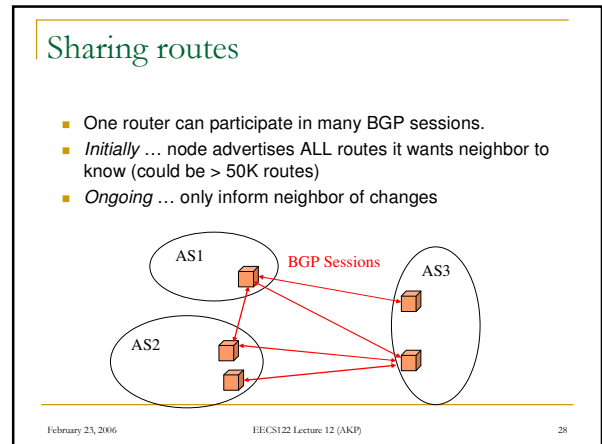 Sharing routes
One router can participate in many BGP sessions.
Initially … node advertises ALL routes it wants neighbor to
know (could be > 50K routes)
Ongoing … only inform neighbor of changes
AS1
BGP Sessions
AS3
AS2
February 23, 2006
EECS122 Lecture 12 (AKP)
28